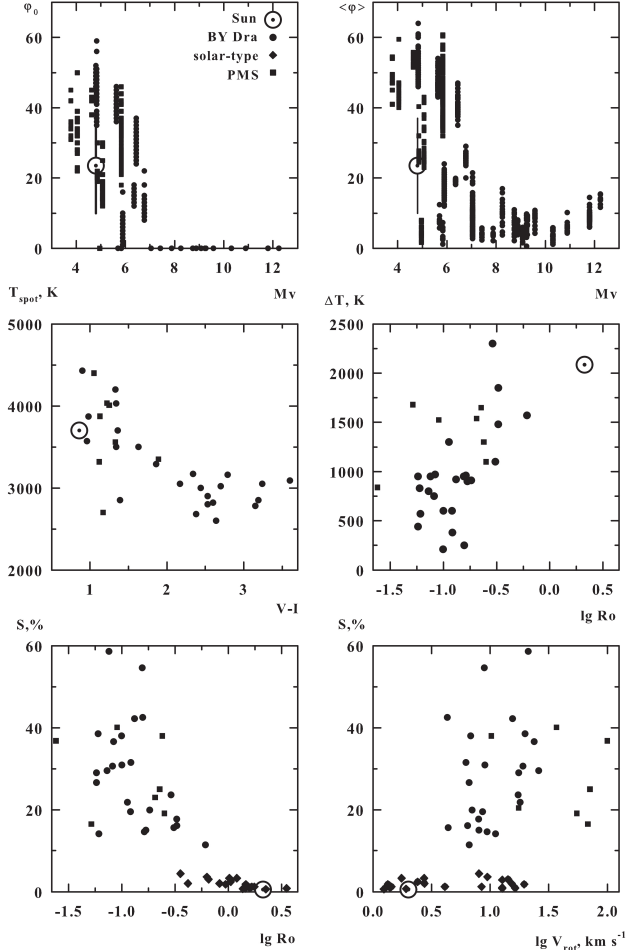 φ₀
<φ>
Sun
BY Dra
solar-type
PMS
60
40
20
0
60
40
20
0
4 6 8 10 12
4 6 8 10 12
Mv
Mv
T_spot, K
ΔT, K
5000
4000
3000
2000
2500
2000
1500
1000
500
0
1 2 3
-1.5 -1.0 -0.5 0.0 0.5
V-I
lg Ro
S,%
S,%
60
40
20
0
60
40
20
0
-1.5 -1.0 -0.5 0.0 0.5
0.0 0.5 1.0 1.5 2.0
lg Ro
lg V_rot, km s⁻¹